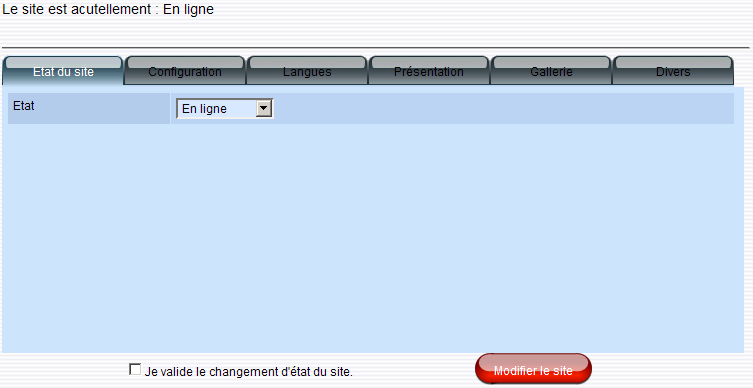 Le site est acutellement : En ligne
Etat du site Configuration Langues Présentation Gallerie Divers
Etat En ligne
Je valide le changement d'état du site. Modifier le site